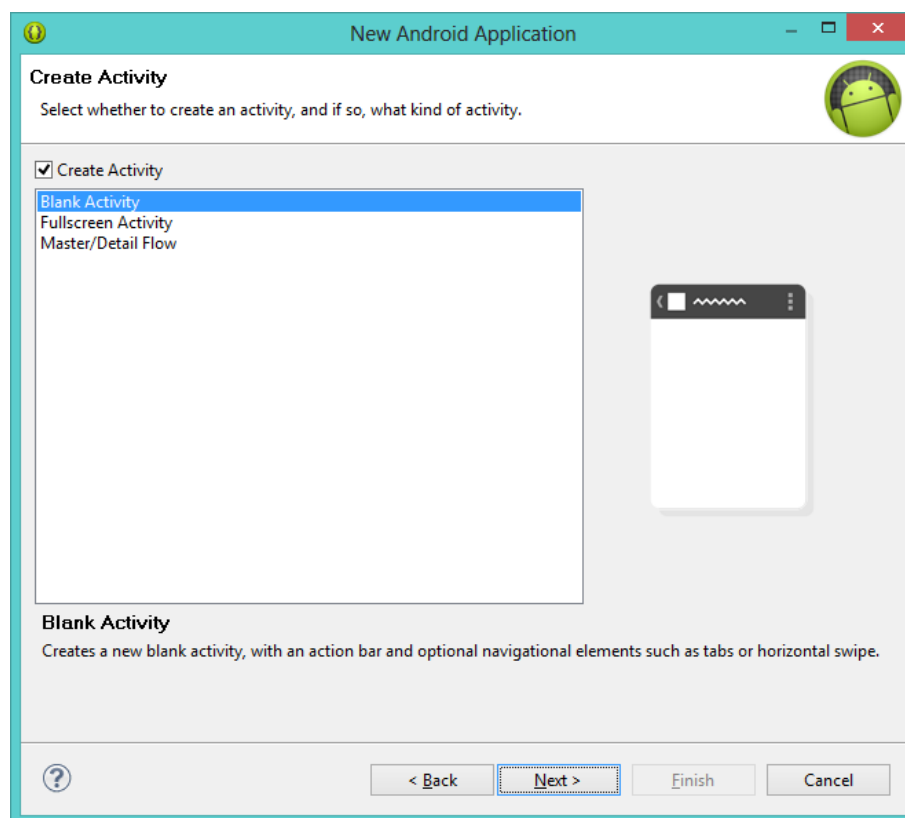 New Android Application
Create Activity
Select whether to create an activity, and if so, what kind of activity.
Create Activity
Blank Activity
Fullscreen Activity
Master/Detail Flow
Blank Activity
Creates a new blank activity, with an action bar and optional navigational elements such as tabs or horizontal swipe.
? < Back Next > Finish Cancel